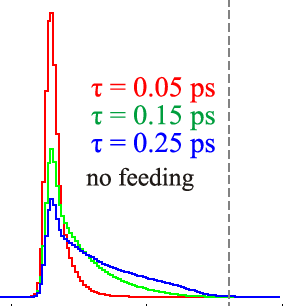 τ = 0.05 ps
τ = 0.15 ps
τ = 0.25 ps
no feeding